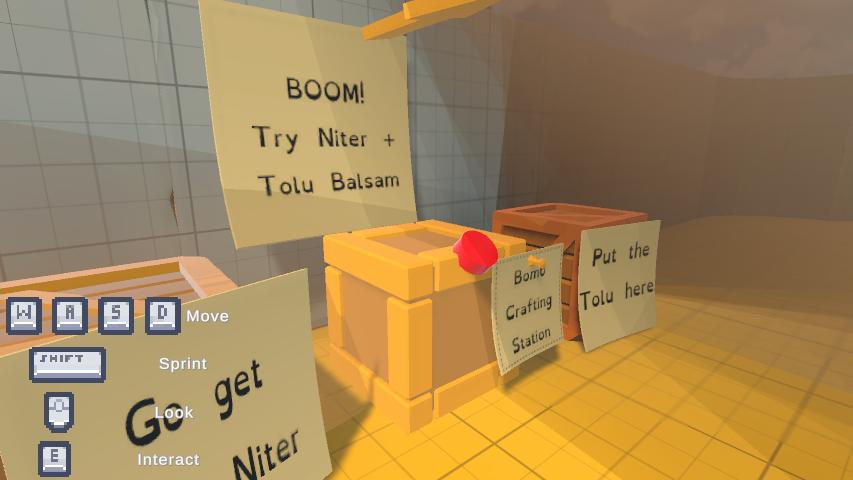 BOOM!
Try Niter +
Tolu Balsam
Put the
Tolu here
Bomb
Crafting
Station
W A S D Move
SHIFT Sprint
Look
E Interact
Go get
Niter